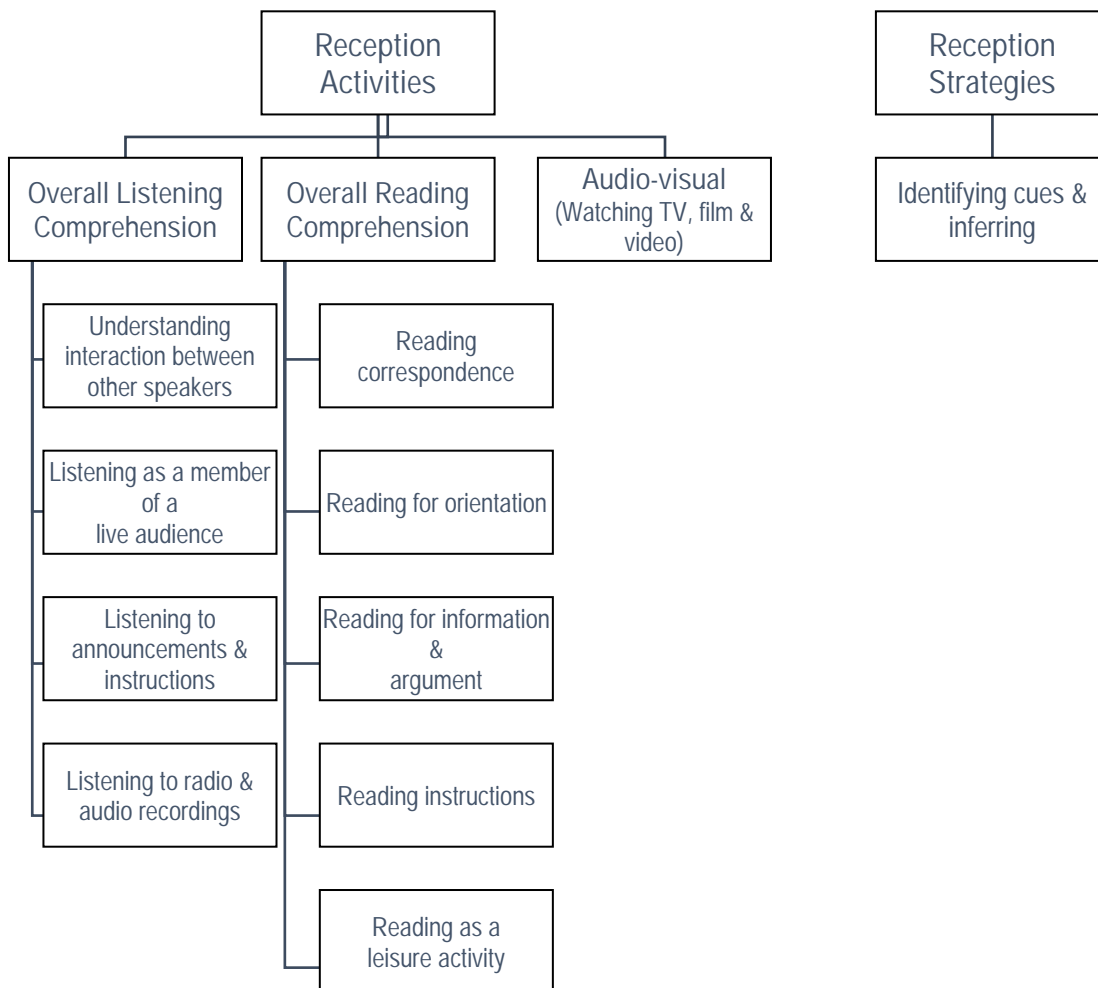 Reception
Activities
Reception
Strategies
Overall Listening
Comprehension
Overall Reading
Comprehension
Audio-visual
(Watching TV, film &
video)
Identifying cues &
inferring
Understanding
interaction between
other speakers
Reading
correspondence
Listening as a member
of a
live audience
Reading for orientation
Listening to
announcements &
instructions
Reading for information
&
argument
Listening to radio &
audio recordings
Reading instructions
Reading as a
leisure activity